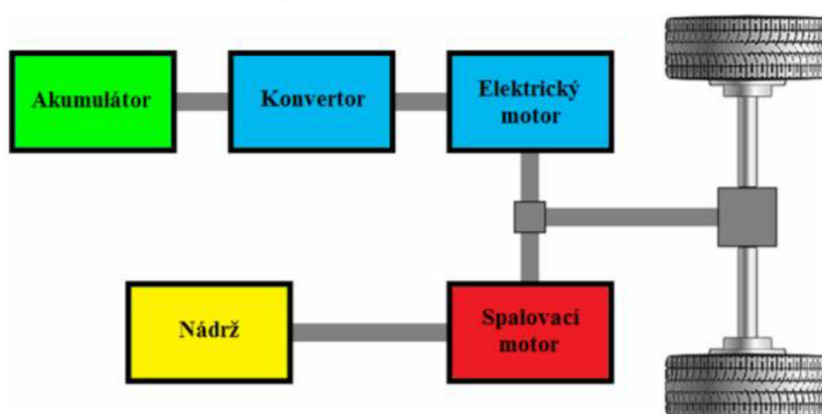 Akumulátor
Konvertor
Elektrický
motor
Nádrž
Spalovací
motor